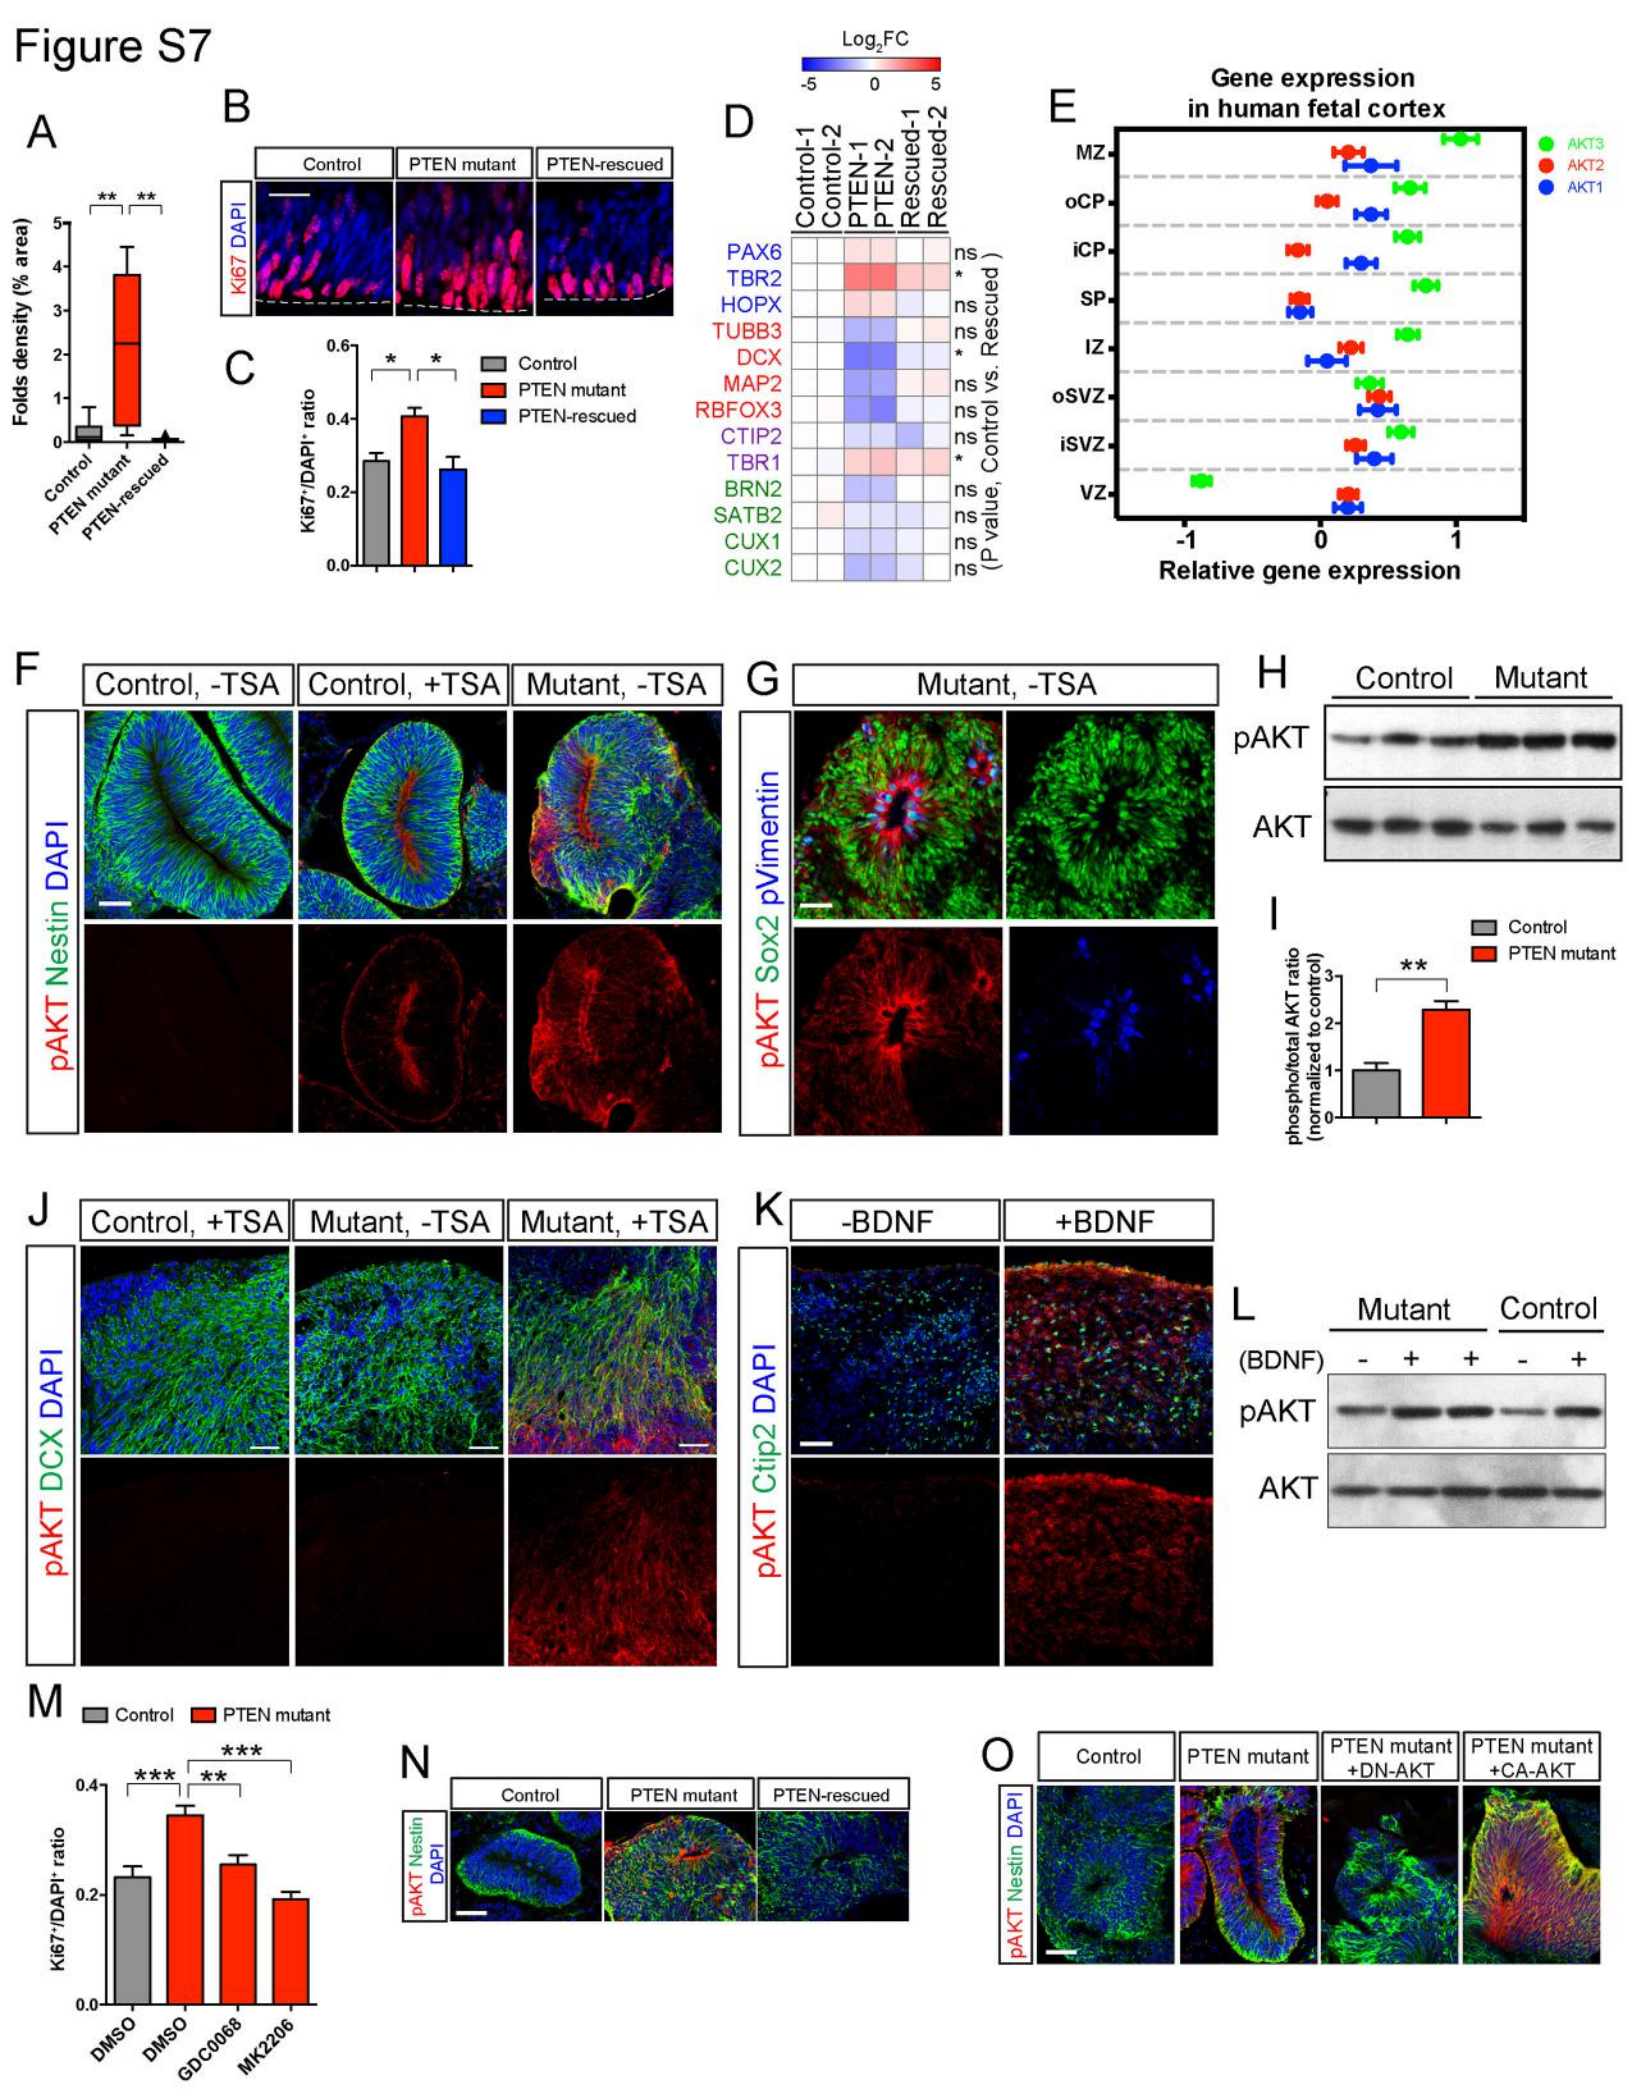 Figure S7
A
Folds density (% area)
** **
5
4
3
2
1
0
Control
PTEN mutant
PTEN-rescued
B
Control
PTEN mutant
PTEN-rescued
Ki67 DAPI
C
Ki67⁺/DAPI⁺ ratio
0.6
0.4
0.2
0.0
* *
Control
PTEN mutant
PTEN-rescued
D
Log₂FC
-5 0 5
Control-1
Control-2
PTEN-1
PTEN-2
Rescued-1
Rescued-2
PAX6 ns
TBR2 *
HOPX ns
TUBB3 ns
DCX *
MAP2 ns
RBFOX3 ns
CTIP2 ns
TBR1 *
BRN2 ns
SATB2 ns
CUX1 ns
CUX2 ns
(P value, Control vs. Rescued )
E
Gene expression
in human fetal cortex
MZ
oCP
iCP
SP
IZ
oSVZ
iSVZ
VZ
-1 0 1
Relative gene expression
AKT3
AKT2
AKT1
F
Control, -TSA
Control, +TSA
Mutant, -TSA
pAKT Nestin DAPI
G
Mutant, -TSA
pAKT Sox2 pVimentin
H
Control Mutant
pAKT
AKT
I
Control
PTEN mutant
phospho/total AKT ratio
(normalized to control)
3
2
1
0
**
J
Control, +TSA
Mutant, -TSA
Mutant, +TSA
pAKT DCX DAPI
K
-BDNF
+BDNF
pAKT Ctip2 DAPI
L
Mutant Control
(BDNF) - + + - +
pAKT
AKT
M
Control
PTEN mutant
***
*** **
Ki67⁺/DAPI⁺ ratio
0.4
0.2
0.0
DMSO
DMSO
GDC0068
MK2206
N
Control
PTEN mutant
PTEN-rescued
pAKT Nestin
DAPI
O
Control
PTEN mutant
PTEN mutant
+DN-AKT
PTEN mutant
+CA-AKT
pAKT Nestin DAPI